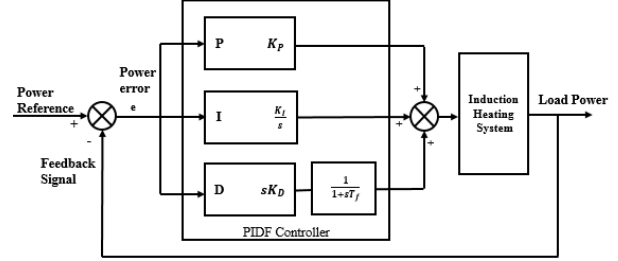 Power
Reference
+
-
Feedback
Signal
Power
error
e
P K_P
I K_I/s
D sK_D
1/1+sT_f
PIDF Controller
+
+
+
Induction
Heating
System
Load Power